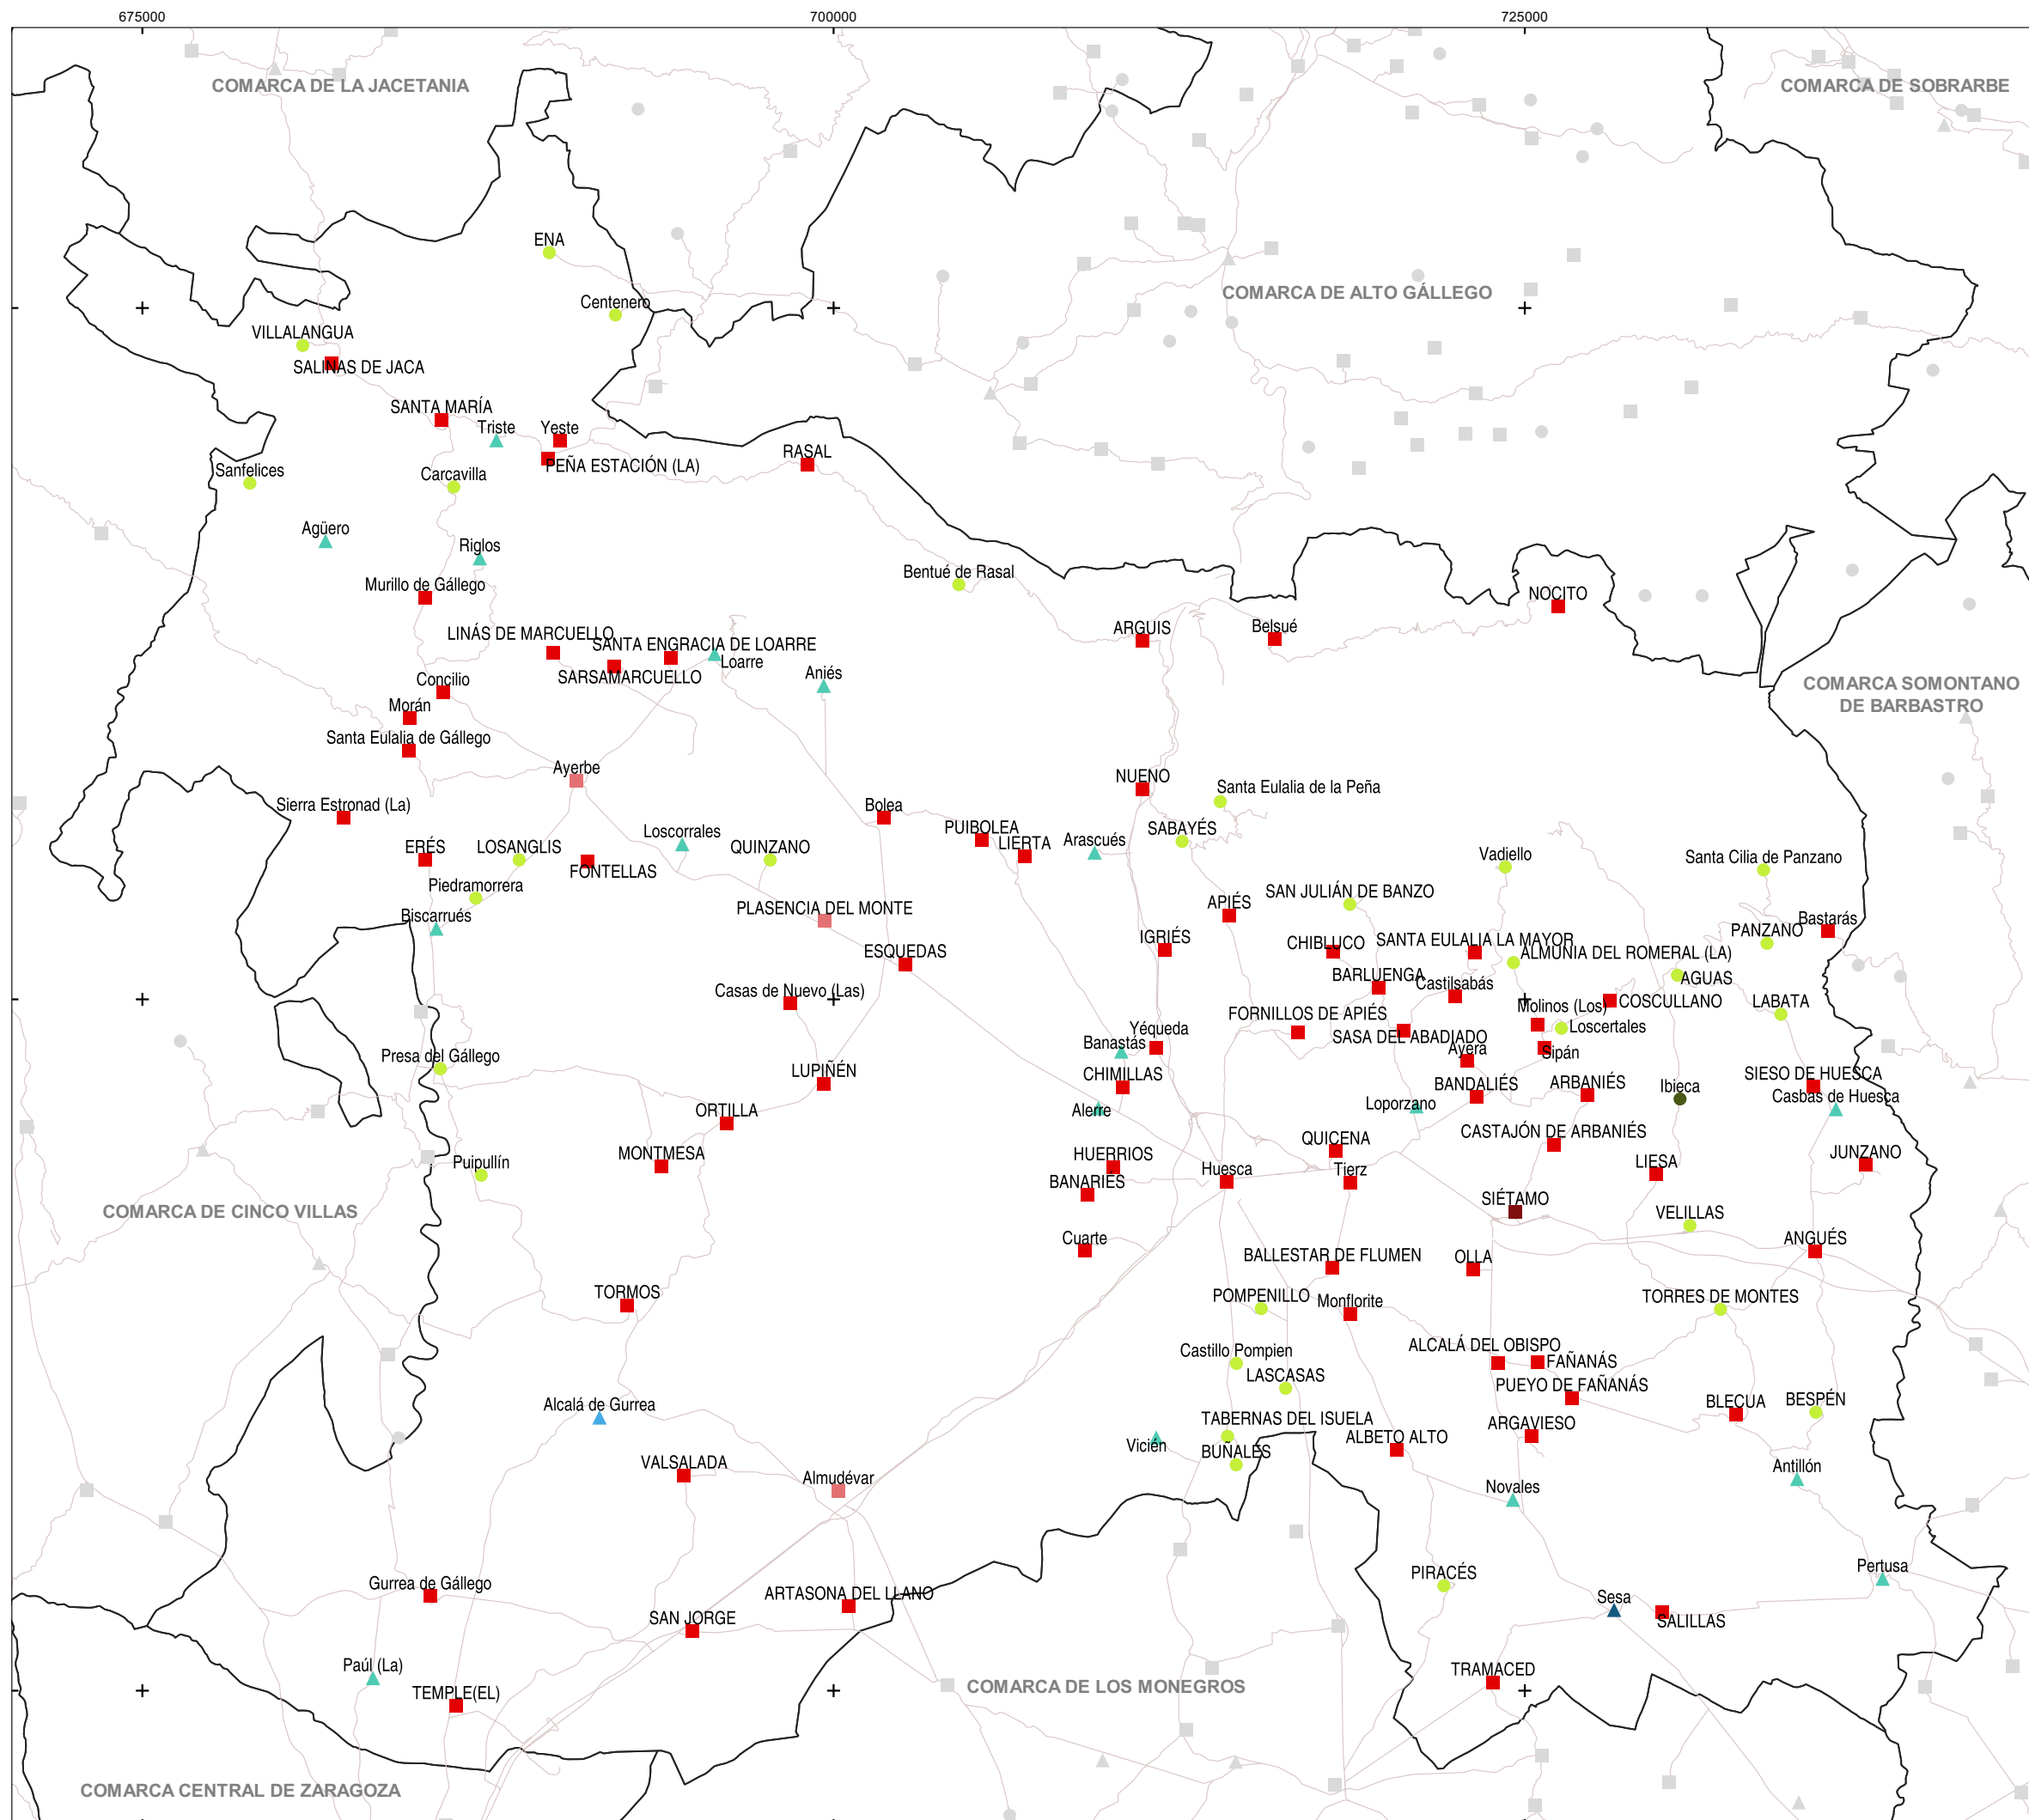 675000
700000
725000
COMARCA DE LA JACETANIA
COMARCA DE SOBRARBE
ENA
COMARCA DE ALTO GÁLLEGO
Centenero
VILLALANGUA
SALINAS DE JACA
SANTA MARÍA
Triste
Yeste
PEÑA ESTACIÓN (LA)
RASAL
Sanfelices
Carcavilla
Agüero
Riglos
Murillo de Gállego
Bentué de Rasal
NOCITO
LINÁS DE MARCUELLO
SANTA ENGRACIA DE LOARRE
Loarre
SARSAMARCUELLO
ARGUIS
Belsué
Concilio
Aniés
COMARCA SOMONTANO
DE BARBASTRO
Morán
Santa Eulalia de Gállego
Ayerbe
NUENO
Santa Eulalia de la Peña
Sierra Estronad (La)
Bolea
PUIBOLEA
LIERTA
Arascués
SABAYÉS
ERÉS
LOSANGLIS
FONTELLAS
Loscorrales
QUINZANO
Vadiello
Santa Cilia de Panzano
Piedramorrera
Biscarrués
PLASENCIA DEL MONTE
SAN JULIÁN DE BANZO
APIÉS
Bastarás
PANZANO
ESQUEDAS
IGRIÉS
CHIBLUCO
SANTA EULALIA LA MAYOR
ALMUNIA DEL ROMERAL (LA)
BARLUENGA
Castilsabás
AGUAS
Casas de Nuevo (Las)
COSCULLANO
LABATA
FORNILLOS DE APIÉS
Molinos (Los)
Loscertales
Yéqueda
Banastás
SASA DEL ABADIADO
Ayera
Sipán
Presa del Gállego
LUPIÑÉN
CHIMILLAS
BANDALIÉS
ARBANIÉS
Ibieca
SIESO DE HUESCA
Casbas de Huesca
ORTILLA
Alerre
Loporzano
MONTMESA
QUICENA
CASTAJÓN DE ARBANIÉS
Puipullín
HUERRIOS
BANARIÉS
Huesca
Tierz
LIESA
JUNZANO
COMARCA DE CINCO VILLAS
SIÉTAMO
VELILLAS
Cuarte
BALLESTAR DE FLUMEN
OLLA
ANGUÉS
TORMOS
POMPENILLO
Monflorite
TORRES DE MONTES
Castillo Pompien
ALCALÁ DEL OBISPO
FAÑANÁS
LASCASAS
PUEYO DE FAÑANÁS
Alcalá de Gurrea
BLECUA
BESPÉN
TABERNAS DEL ISUELA
ARGAVIESO
Vicién
BUÑALES
ALBETO ALTO
VALSALADA
Almudévar
Antillón
Novales
Gurrea de Gállego
ARTASONA DEL LLANO
PIRACÉS
Pertusa
SAN JORGE
Sesa
SALILLAS
Paúl (La)
TEMPLE(EL)
COMARCA DE LOS MONEGROS
TRAMACED
COMARCA CENTRAL DE ZARAGOZA